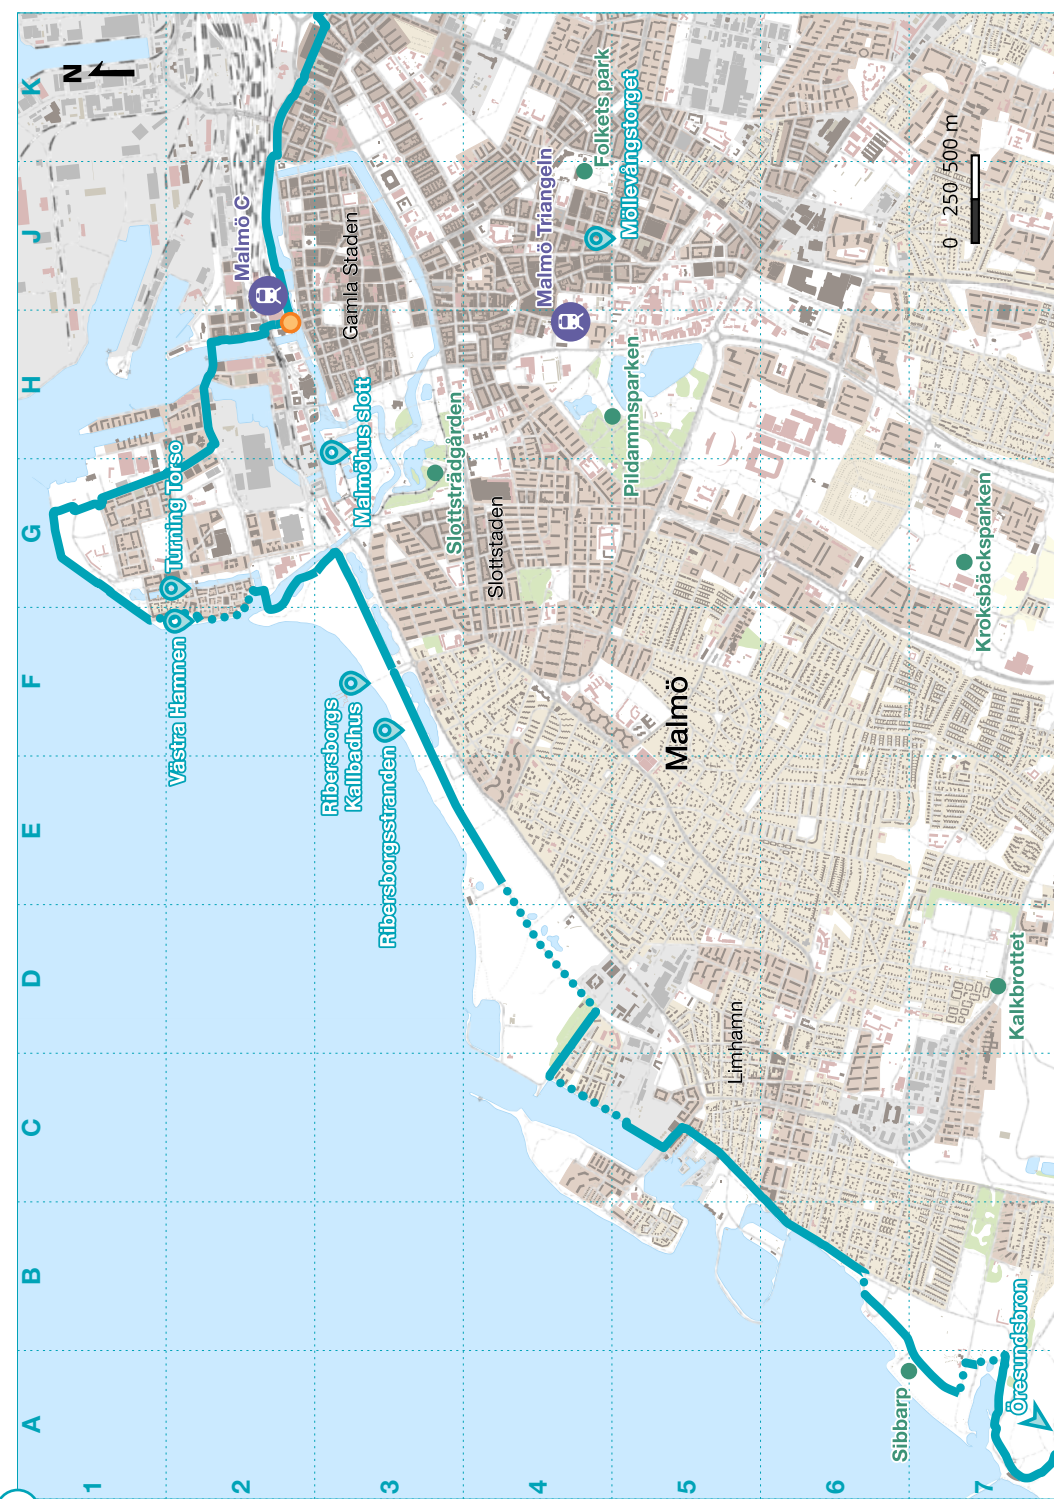 N
A
B
C
D
E
F
G
H
J
K
1
2
3
4
5
6
7
Malmö C
Gamla Staden
Malmö Triangeln
Folkets park
Möllevångstorget
0 250 500 m
Turning Torso
Västra Hamnen
Malmöhus slott
Slottsträdgården
Slottstaden
Pildammsparken
Kroksbäcksparken
Ribersborgs
Kallbadhus
Ribersborgsstranden
Malmö
Limhamn
Kalkbrottet
Sibbarp
Öresundsbron